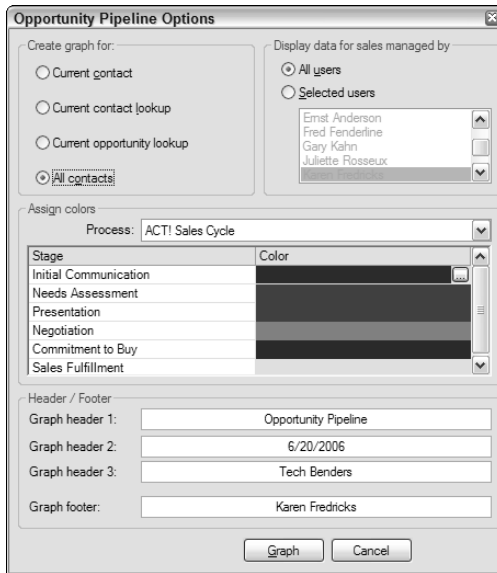 Opportunity Pipeline Options
Create graph for:
Current contact
Current contact lookup
Current opportunity lookup
All contacts
Display data for sales managed by
All users
Selected users
Ernst Anderson
Fred Fenderline
Gary Kahn
Juliette Rosseux
Karen Fredricks
Assign colors
Process: ACT! Sales Cycle
Stage Color
Initial Communication ...
Needs Assessment
Presentation
Negotiation
Commitment to Buy
Sales Fulfillment
Header / Footer
Graph header 1: Opportunity Pipeline
Graph header 2: 6/20/2006
Graph header 3: Tech Benders
Graph footer: Karen Fredricks
Graph Cancel